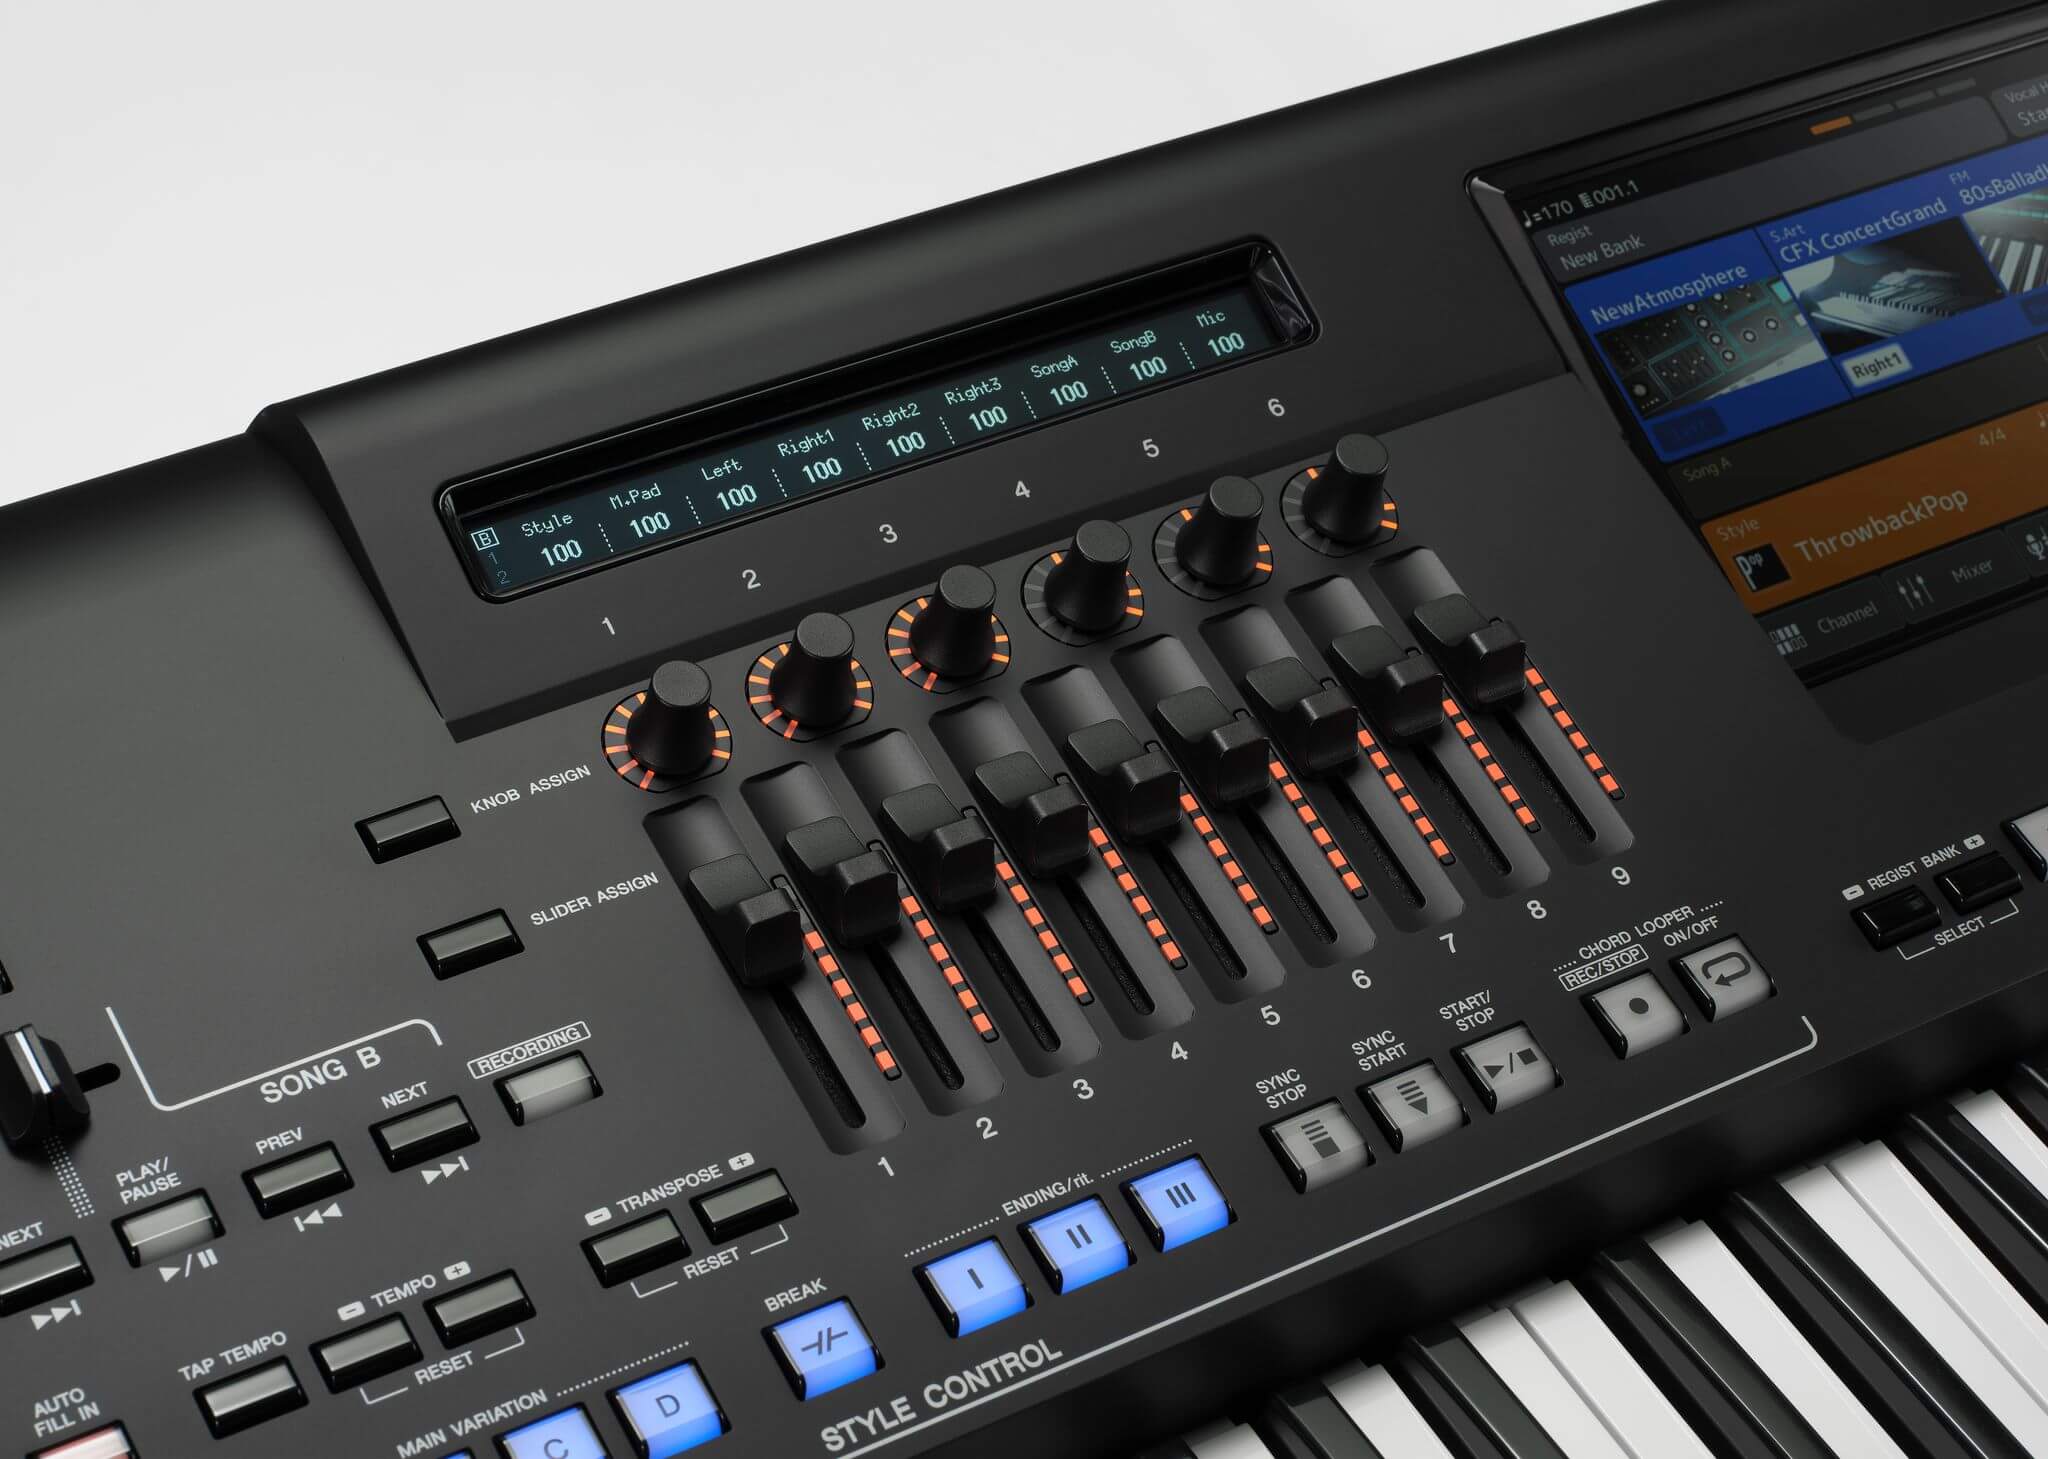 ♩=170 001.1
Regist
New Bank
NewAtmosphere
S.Art
CFX ConcertGrand
FM
Right1
Song A
4/4
Style
Pop
ThrowbackPop
Channel
Mixer
B
1
2
Style M.Pad Left Right1 Right2 Right3 SongA SongB Mic
100 100 100 100 100 100 100 100 100
1 2 3 4 5 6
KNOB ASSIGN
SLIDER ASSIGN
1 2 3 4 5 6 7 8 9
- REGIST BANK +
SELECT
CHORD LOOPER
REC/STOP
ON/OFF
START/
STOP
SYNC
START
SYNC
STOP
SONG B
RECORDING
NEXT
PREV
PLAY/
PAUSE
NEXT
- TRANSPOSE +
RESET
- TEMPO +
RESET
TAP TEMPO
ENDING/rit.
I II III
BREAK
AUTO
FILL IN
MAIN VARIATION
C D
STYLE CONTROL